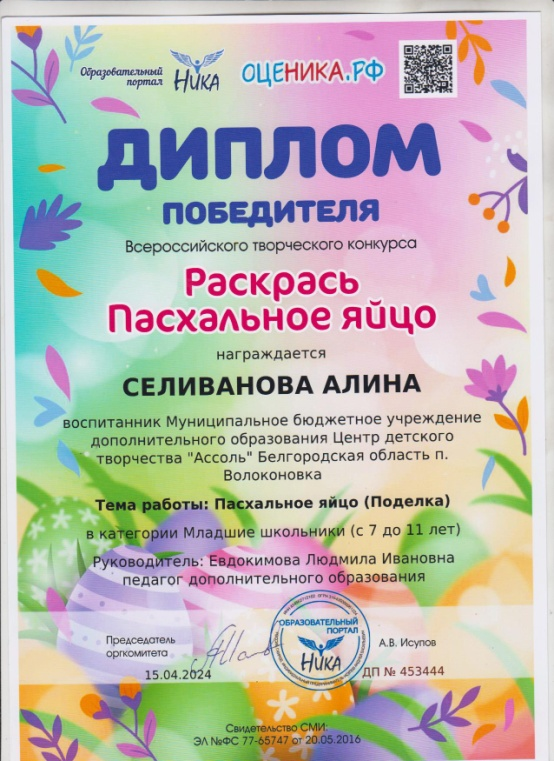 Образовательный
портал
НИКА
ОЦЕНИКА.РФ
ДИПЛОМ
ПОБЕДИТЕЛЯ
Всероссийского творческого конкурса
Раскрась
Пасхальное яйцо
награждается
СЕЛИВАНОВА АЛИНА
воспитанник Муниципальное бюджетное учреждение
дополнительного образования Центр детского
творчества "Ассоль" Белгородская область п.
Волоконовка
Тема работы: Пасхальное яйцо (Поделка)
в категории Младшие школьники (с 7 до 11 лет)
Руководитель: Евдокимова Людмила Ивановна
педагог дополнительного образования
Председатель
оргкомитета
А.В. Исупов
ОБРАЗОВАТЕЛЬНЫЙ
ПОРТАЛ
НИКА
15.04.2024
ДП № 453444
Свидетельство СМИ:
ЭЛ №ФС 77-65747 от 20.05.2016